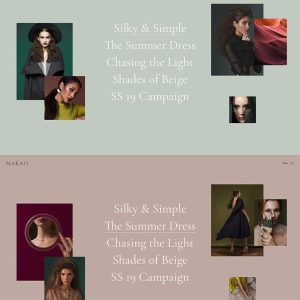 Silky & Simple
The Summer Dress
Chasing the Light
Shades of Beige
SS 19 Campaign
MAKAO
Silky & Simple
The Summer Dress
Chasing the Light
Shades of Beige
SS 19 Campaign